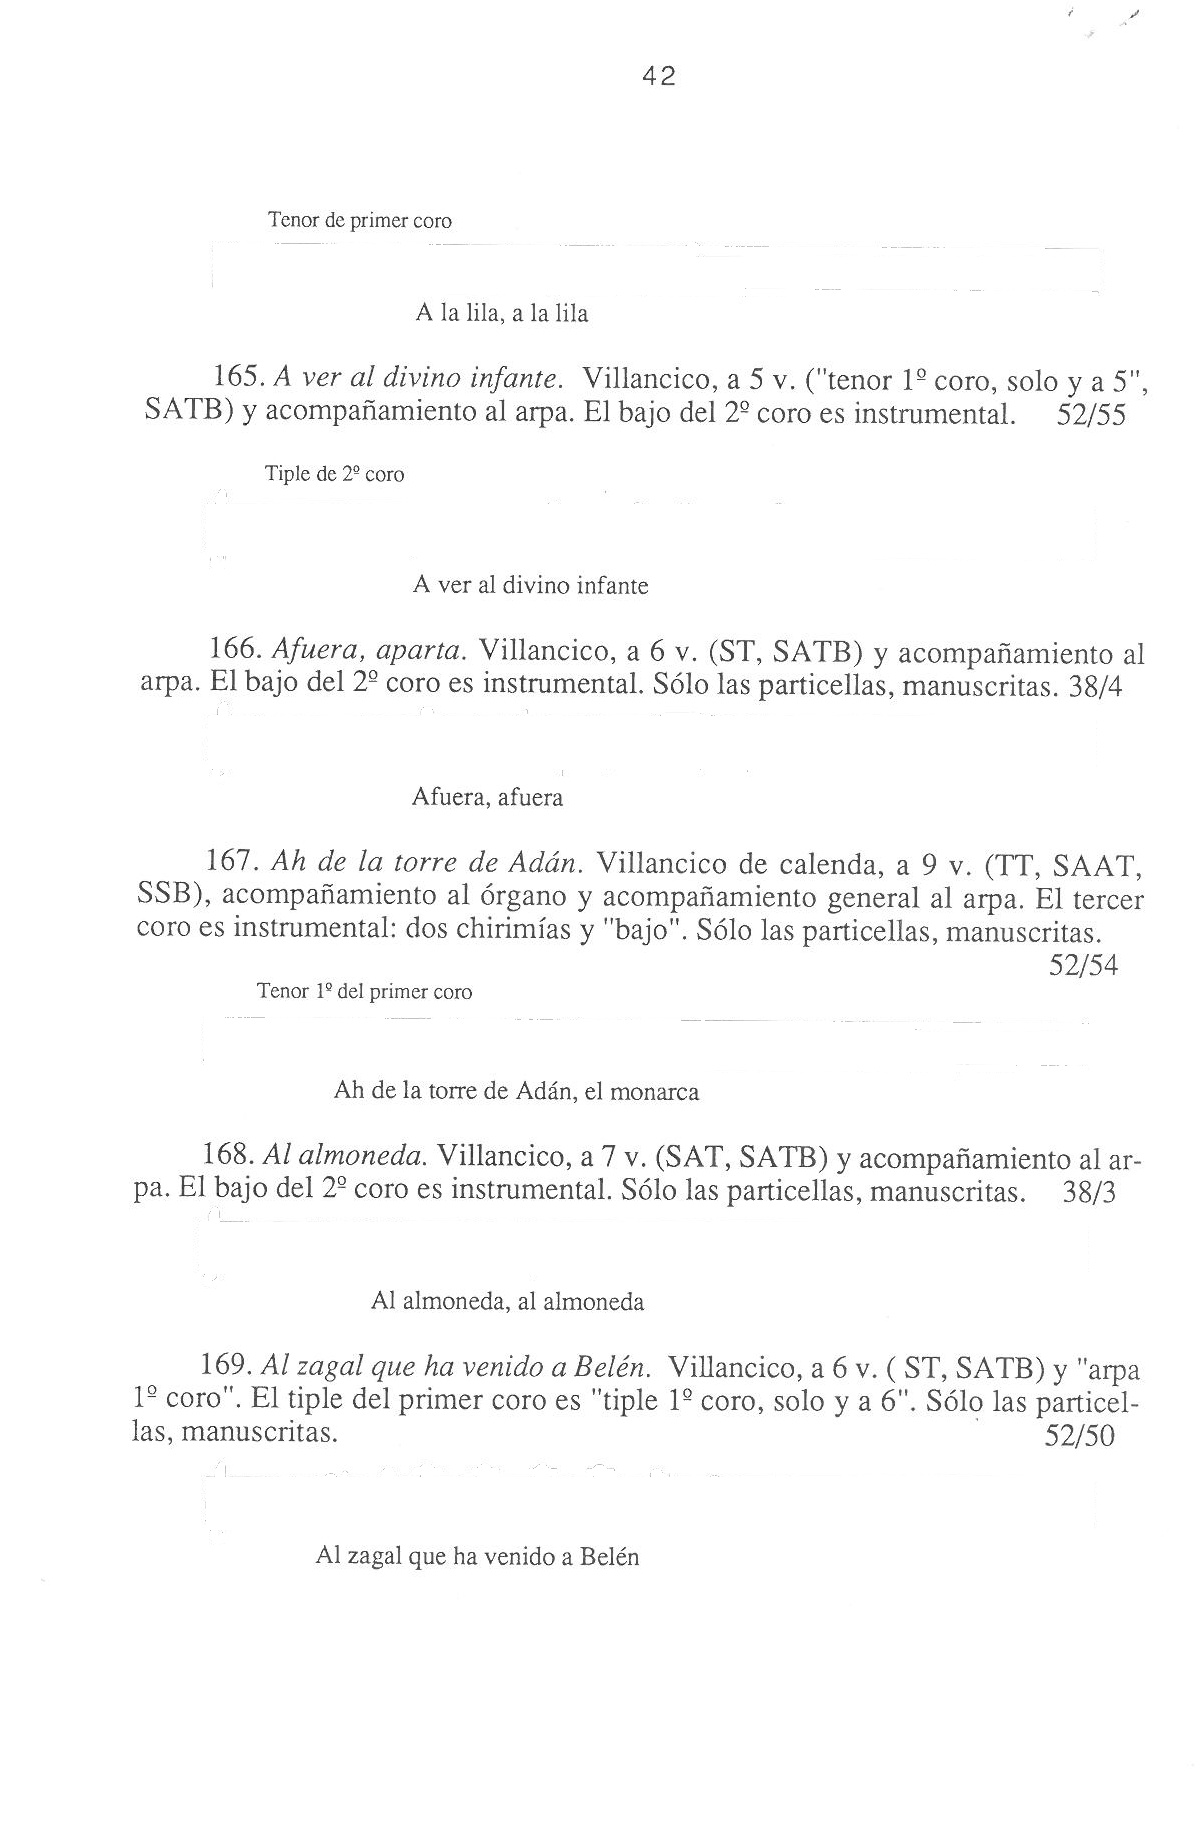 42
Tenor de primer coro
A la lila, a la lila
165. A ver al divino infante. Villancico, a 5 v. ("tenor 1º coro, solo y a 5",
SATB) y acompañamiento al arpa. El bajo del 2º coro es instrumental. 52/55
Tiple de 2º coro
A ver al divino infante
166. Afuera, aparta. Villancico, a 6 v. (ST, SATB) y acompañamiento al
arpa. El bajo del 2º coro es instrumental. Sólo las particellas, manuscritas. 38/4
Afuera, afuera
167. Ah de la torre de Adán. Villancico de calenda, a 9 v. (TT, SAAT,
SSB), acompañamiento al órgano y acompañamiento general al arpa. El tercer
coro es instrumental: dos chirimías y "bajo". Sólo las particellas, manuscritas.
52/54
Tenor 1º del primer coro
Ah de la torre de Adán, el monarca
168. Al almoneda. Villancico, a 7 v. (SAT, SATB) y acompañamiento al ar-
pa. El bajo del 2º coro es instrumental. Sólo las particellas, manuscritas. 38/3
Al almoneda, al almoneda
169. Al zagal que ha venido a Belén. Villancico, a 6 v. ( ST, SATB) y "arpa
1º coro". El tiple del primer coro es "tiple 1º coro, solo y a 6". Sólo las particel-
las, manuscritas. 52/50
Al zagal que ha venido a Belén